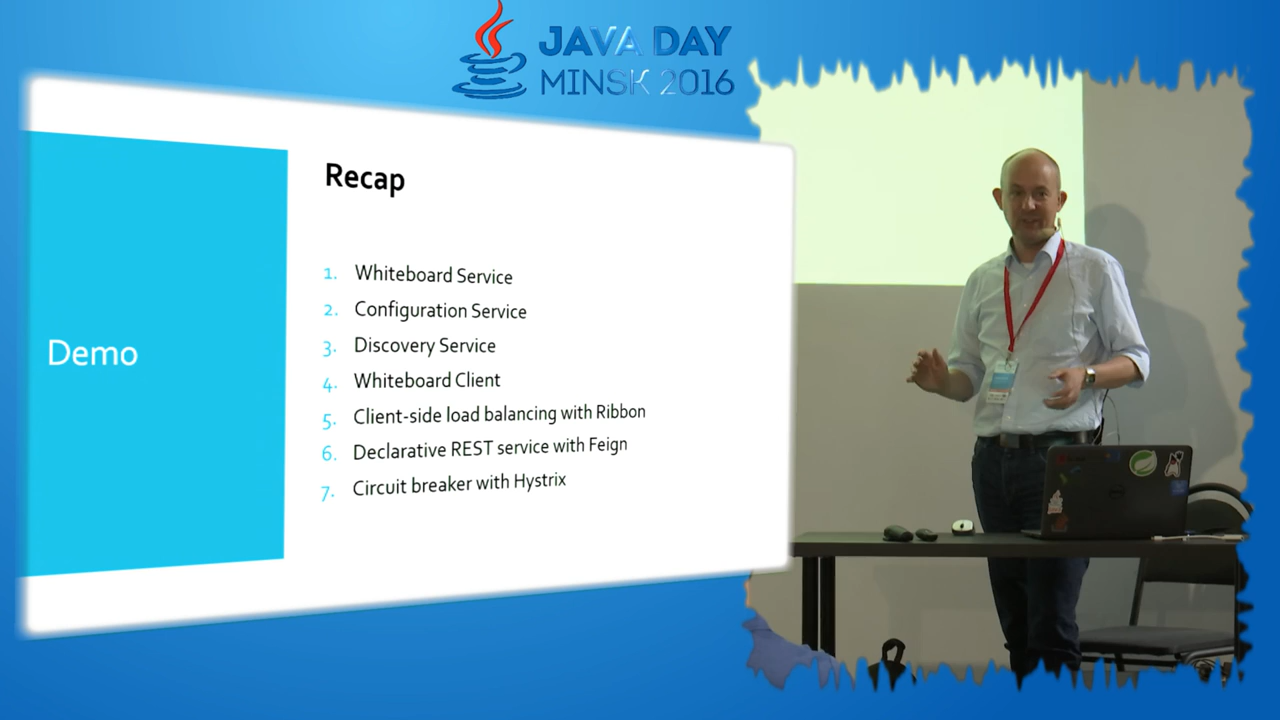 JAVA DAY
MINSK 2016
Demo
Recap
1. Whiteboard Service
2. Configuration Service
3. Discovery Service
4. Whiteboard Client
5. Client-side load balancing with Ribbon
6. Declarative REST service with Feign
7. Circuit breaker with Hystrix